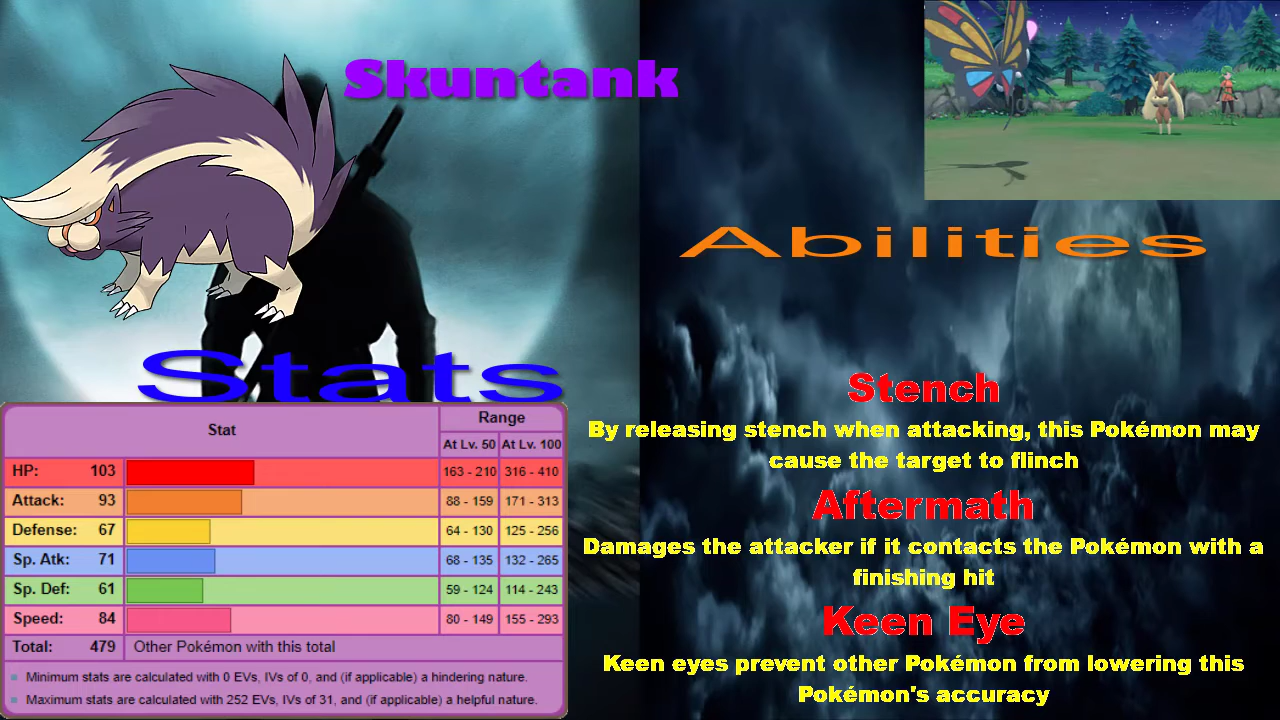 Skuntank
Stats
Stat
Range
At Lv. 50 At Lv. 100
HP: 103 163 - 210 316 - 410
Attack: 93 88 - 159 171 - 313
Defense: 67 64 - 130 125 - 256
Sp. Atk: 71 68 - 135 132 - 265
Sp. Def: 61 59 - 124 114 - 243
Speed: 84 80 - 149 155 - 293
Total: 479 Other Pokémon with this total
Minimum stats are calculated with 0 EVs, IVs of 0, and (if applicable) a hindering nature.
Maximum stats are calculated with 252 EVs, IVs of 31, and (if applicable) a helpful nature.
Abilities
Stench
By releasing stench when attacking, this Pokémon may
cause the target to flinch
Aftermath
Damages the attacker if it contacts the Pokémon with a
finishing hit
Keen Eye
Keen eyes prevent other Pokémon from lowering this
Pokémon's accuracy